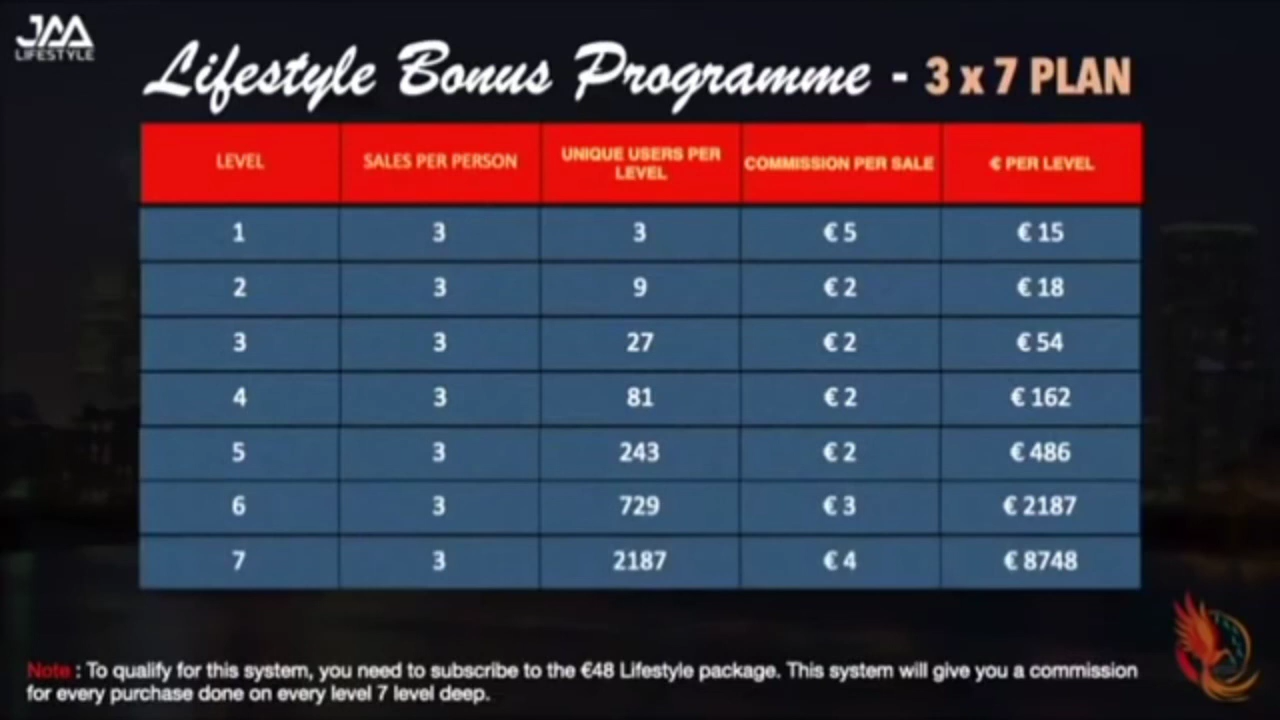 JAA
LIFESTYLE
Lifestyle Bonus Programme - 3 x 7 PLAN
LEVEL SALES PER PERSON UNIQUE USERS PER LEVEL COMMISSION PER SALE € PER LEVEL
1 3 3 € 5 € 15
2 3 9 € 2 € 18
3 3 27 € 2 € 54
4 3 81 € 2 € 162
5 3 243 € 2 € 486
6 3 729 € 3 € 2187
7 3 2187 € 4 € 8748
Note : To qualify for this system, you need to subscribe to the €48 Lifestyle package. This system will give you a commission
for every purchase done on every level 7 level deep.